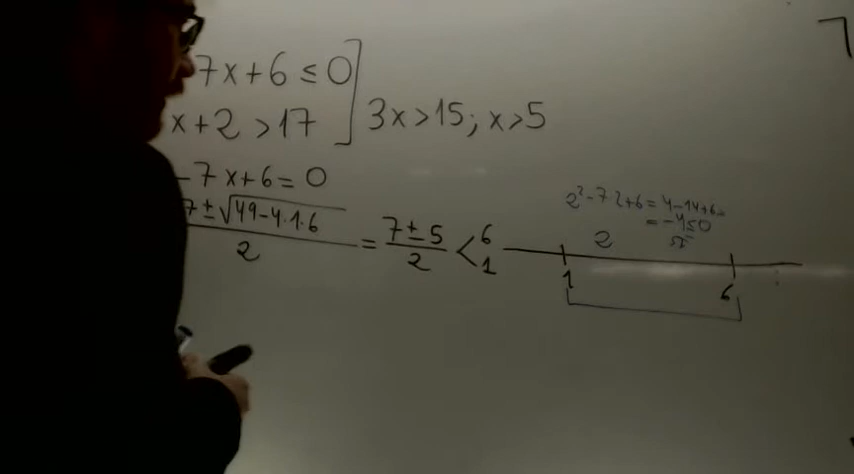 7x+6 ≤ 0
x+2 >17
3x>15; x>5
-7x+6= 0
7±√49-4·1·6
2
= 7±5
2
< 6
1
2²-7·2+6= 4-14+6=
= -4≤0
2
1
6